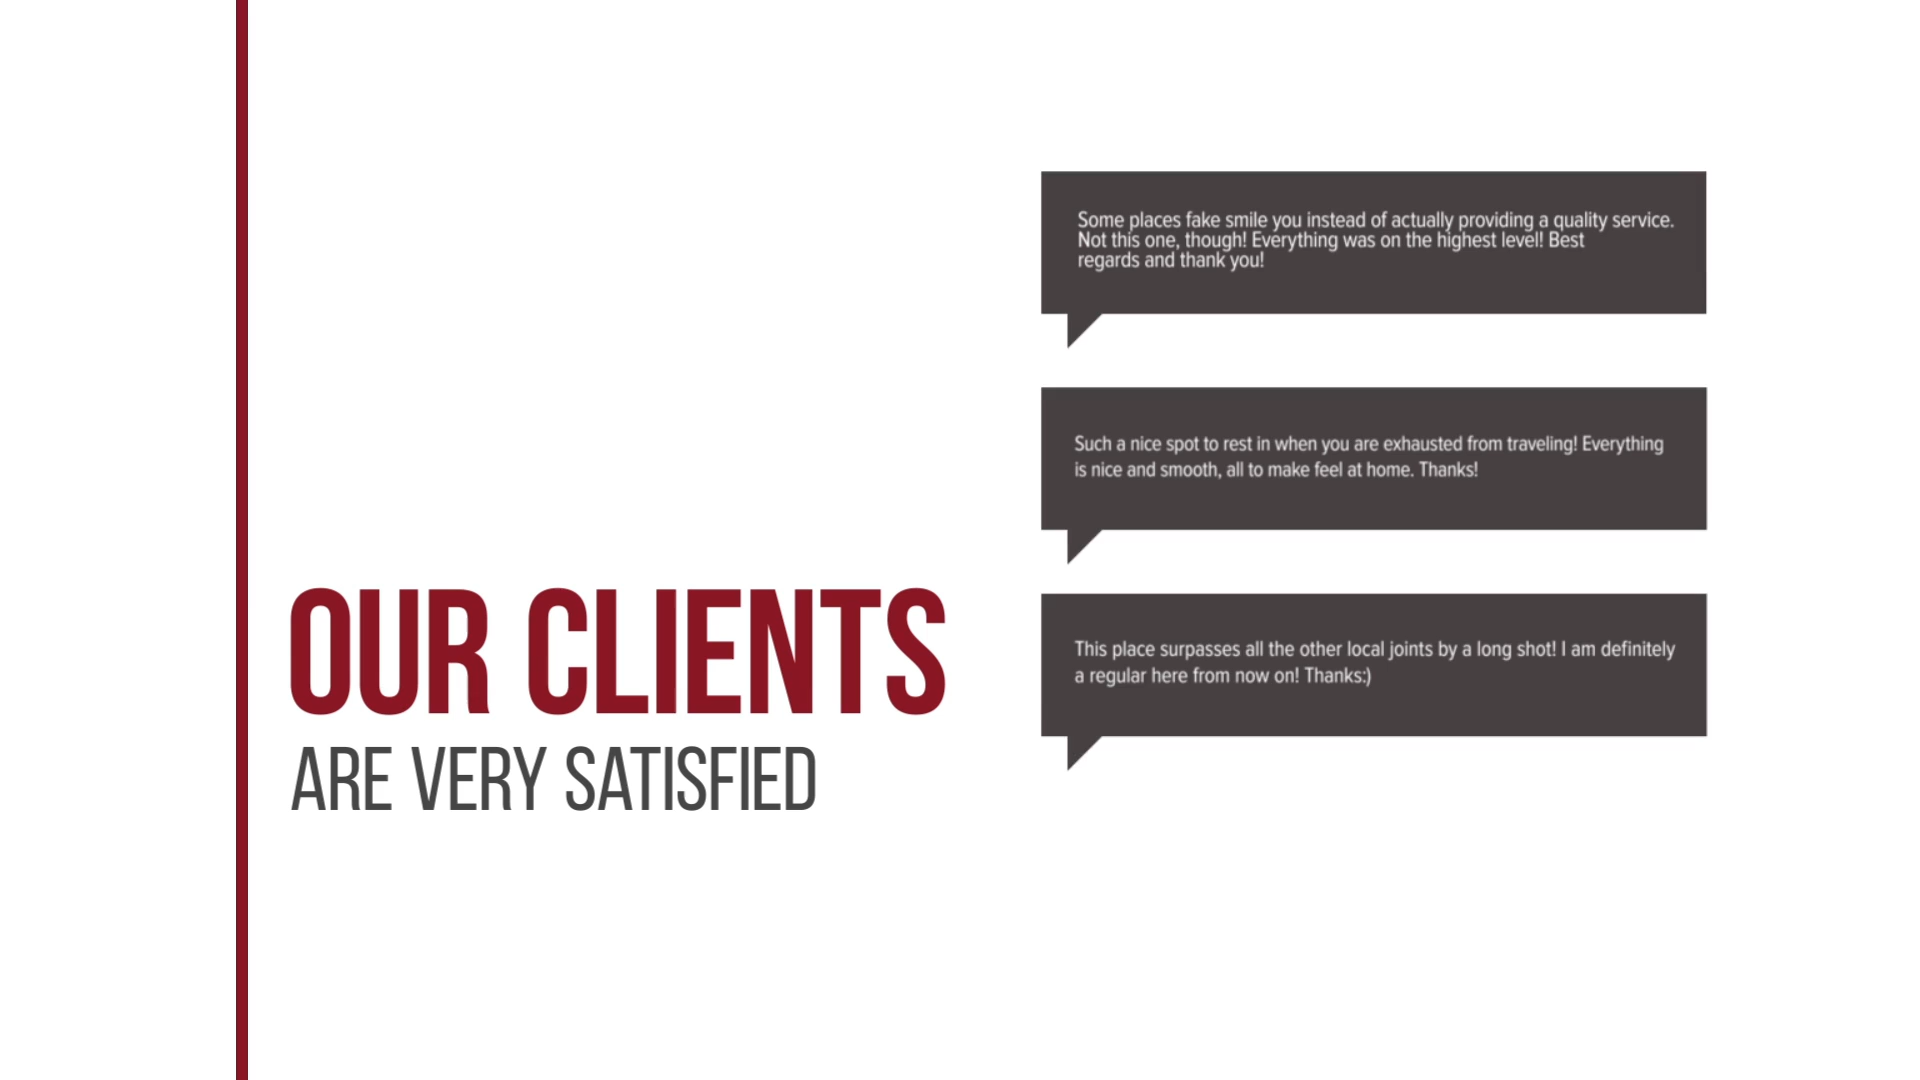 OUR CLIENTS
ARE VERY SATISFIED
Some places fake smile you instead of actually providing a quality service.
Not this one, though! Everything was on the highest level! Best
regards and thank you!
Such a nice spot to rest in when you are exhausted from traveling! Everything
is nice and smooth, all to make feel at home. Thanks!
This place surpasses all the other local joints by a long shot! I am definitely
a regular here from now on! Thanks:)